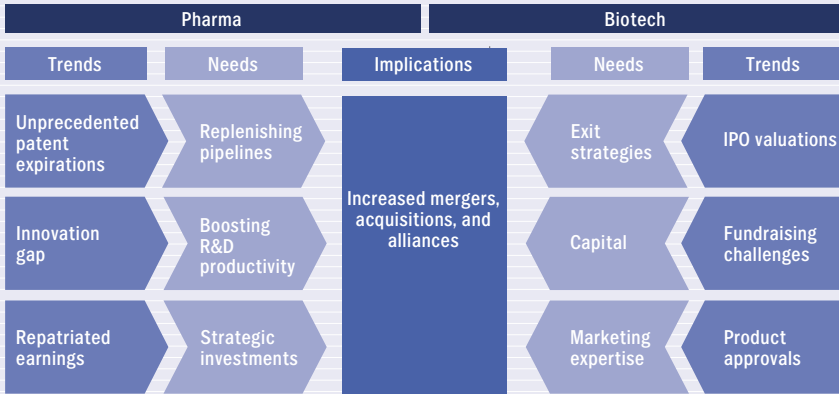 Pharma
Biotech
Trends
Needs
Implications
Needs
Trends
Unprecedented
patent
expirations
Replenishing
pipelines
Exit
strategies
IPO valuations
Innovation
gap
Boosting
R&D
productivity
Increased mergers,
acquisitions, and
alliances
Capital
Fundraising
challenges
Repatriated
earnings
Strategic
investments
Marketing
expertise
Product
approvals